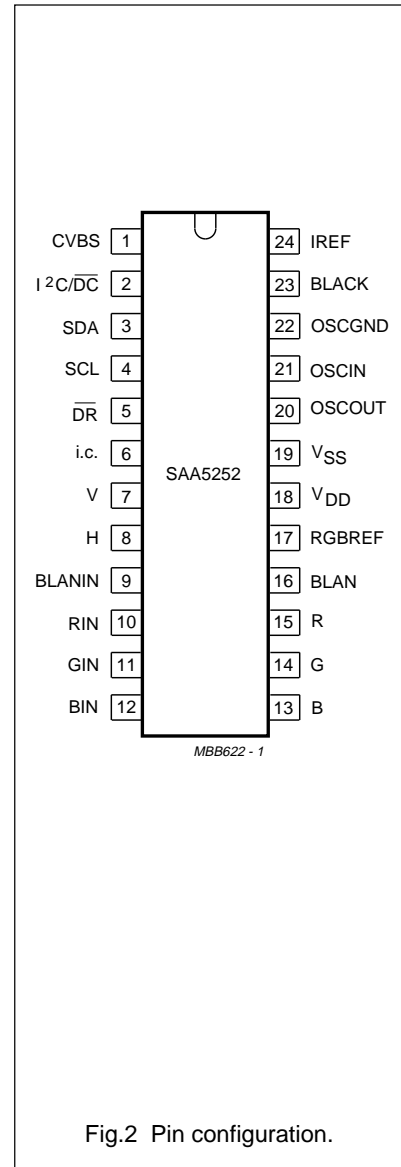 CVBS 1
I²C/D̅C̅ 2
SDA 3
SCL 4
D̅R̅ 5
i.c. 6
V 7
H 8
BLANIN 9
RIN 10
GIN 11
BIN 12
SAA5252
24 IREF
23 BLACK
22 OSCGND
21 OSCIN
20 OSCOUT
19 VSS
18 VDD
17 RGBREF
16 BLAN
15 R
14 G
13 B
MBB622 - 1
Fig.2 Pin configuration.